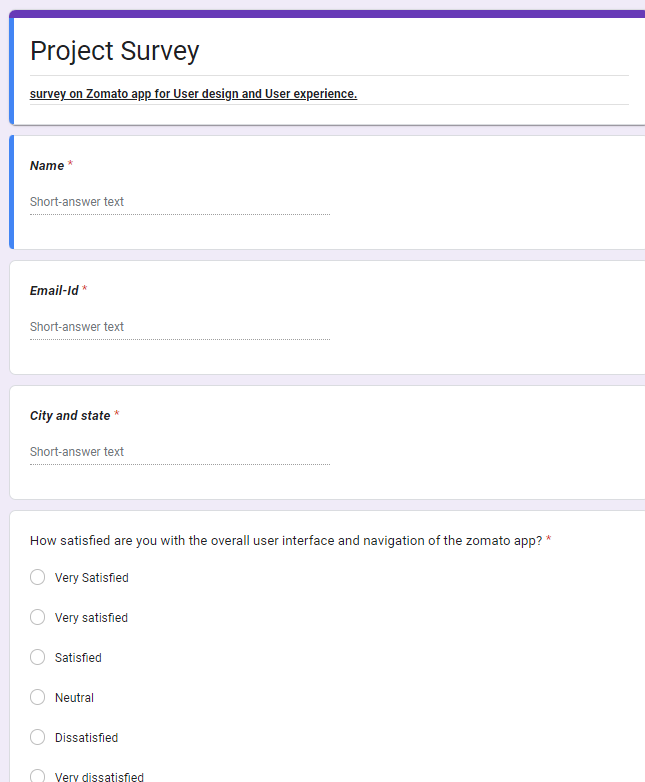 Project Survey
survey on Zomato app for User design and User experience.
Name *
Short-answer text
Email-Id *
Short-answer text
City and state *
Short-answer text
How satisfied are you with the overall user interface and navigation of the zomato app? *
Very Satisfied
Very satisfied
Satisfied
Neutral
Dissatisfied
Very dissatisfied